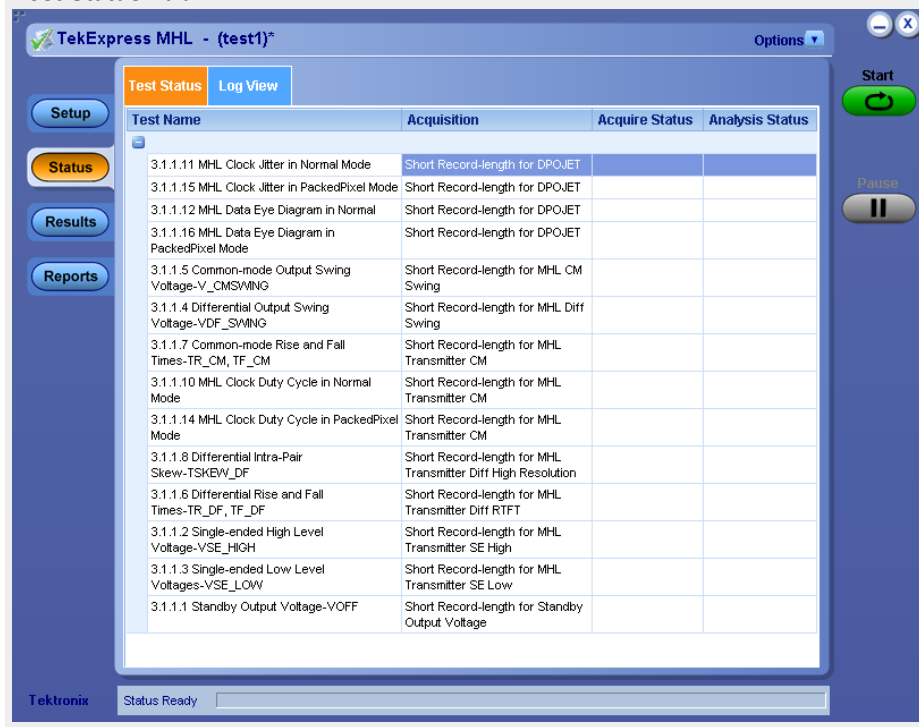 TekExpress MHL - (test1)*
Options
Start
Test Status
Log View
Setup
Test Name
Acquisition
Acquire Status
Analysis Status
3.1.1.11 MHL Clock Jitter in Normal Mode
Short Record-length for DPOJET
Status
3.1.1.15 MHL Clock Jitter in PackedPixel Mode
Short Record-length for DPOJET
Pause
3.1.1.12 MHL Data Eye Diagram in Normal
Short Record-length for DPOJET
Results
3.1.1.16 MHL Data Eye Diagram in
PackedPixel Mode
Short Record-length for DPOJET
Reports
3.1.1.5 Common-mode Output Swing
Voltage-V_CMSWING
Short Record-length for MHL CM
Swing
3.1.1.4 Differential Output Swing
Voltage-VDF_SWING
Short Record-length for MHL Diff
Swing
3.1.1.7 Common-mode Rise and Fall
Times-TR_CM, TF_CM
Short Record-length for MHL
Transmitter CM
3.1.1.10 MHL Clock Duty Cycle in Normal
Mode
Short Record-length for MHL
Transmitter CM
3.1.1.14 MHL Clock Duty Cycle in PackedPixel
Mode
Short Record-length for MHL
Transmitter CM
3.1.1.8 Differential Intra-Pair
Skew-TSKEW_DF
Short Record-length for MHL
Transmitter Diff High Resolution
3.1.1.6 Differential Rise and Fall
Times-TR_DF, TF_DF
Short Record-length for MHL
Transmitter Diff RTFT
3.1.1.2 Single-ended High Level
Voltage-VSE_HIGH
Short Record-length for MHL
Transmitter SE High
3.1.1.3 Single-ended Low Level
Voltages-VSE_LOW
Short Record-length for MHL
Transmitter SE Low
3.1.1.1 Standby Output Voltage-VOFF
Short Record-length for Standby
Output Voltage
Tektronix
Status Ready